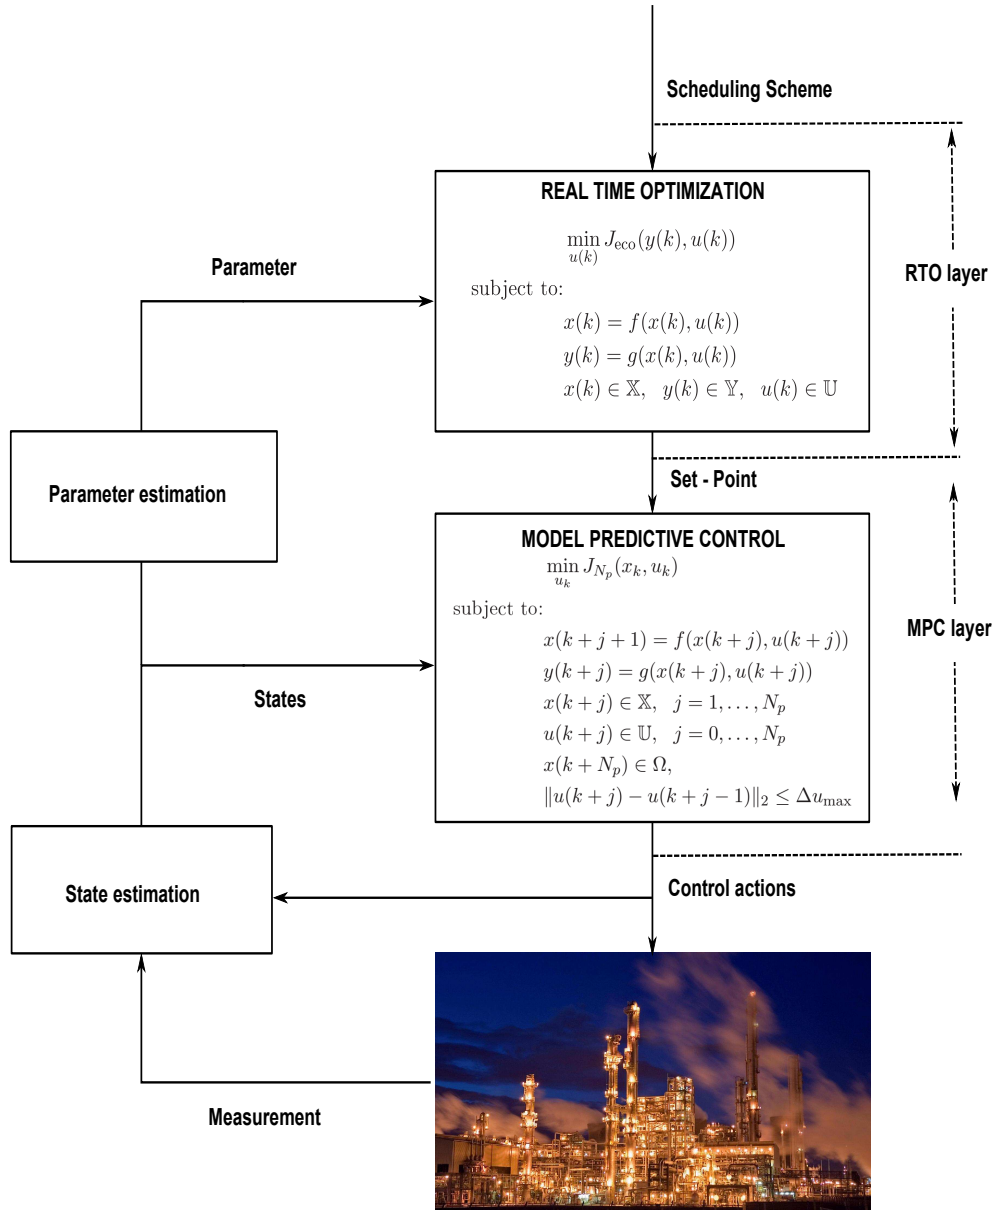 Scheduling Scheme
REAL TIME OPTIMIZATION
min J_eco(y(k), u(k))
u(k)
subject to:
x(k) = f(x(k), u(k))
y(k) = g(x(k), u(k))
x(k) ∈ 𝕏, y(k) ∈ 𝕐, u(k) ∈ 𝕌
RTO layer
Parameter
Parameter estimation
Set - Point
MODEL PREDICTIVE CONTROL
min J_{N_p}(x_k, u_k)
u_k
subject to:
x(k + j + 1) = f(x(k + j), u(k + j))
y(k + j) = g(x(k + j), u(k + j))
x(k + j) ∈ 𝕏, j = 1, . . . , N_p
u(k + j) ∈ 𝕌, j = 0, . . . , N_p
x(k + N_p) ∈ Ω,
‖u(k + j) − u(k + j − 1)‖_2 ≤ Δu_max
MPC layer
States
State estimation
Control actions
Measurement